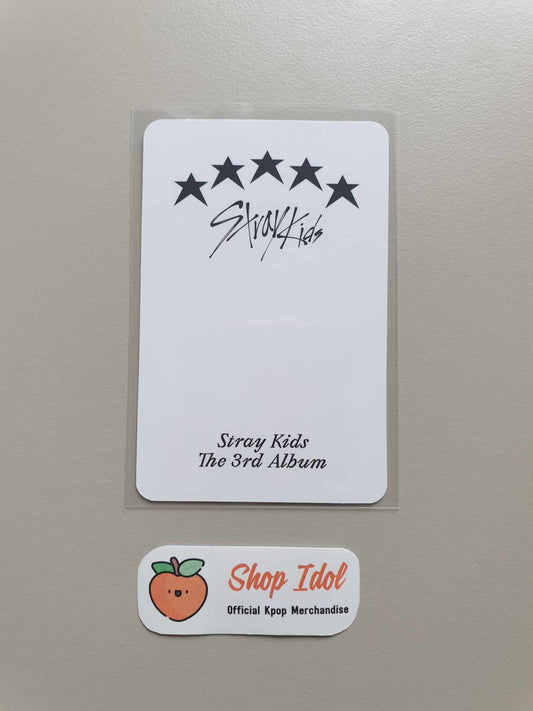 Stray Kids
Stray Kids
The 3rd Album
Shop Idol
Official Kpop Merchandise